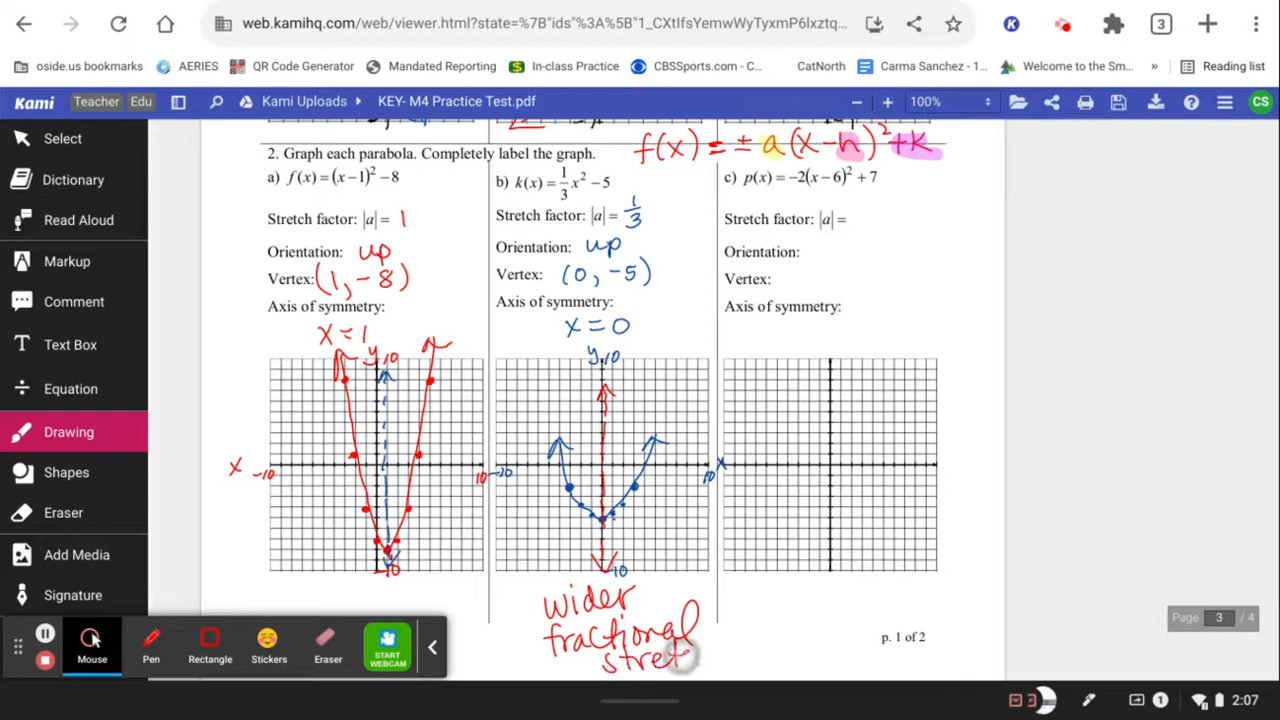 web.kamihq.com/web/viewer.html?state=%7B"ids"%3A%5B"1_CXtIfsYemwWyTyxmP6lxztq...
3
oside.us bookmarks AERIES QR Code Generator Mandated Reporting In-class Practice CBSSports.com - F... CatNorth Carma Sanchez - 1... Welcome to the Sm... » Reading list
Kami Teacher Edu Kami Uploads KEY- M4 Practice Test.pdf 100% CS
Select
Dictionary
Read Aloud
Markup
Comment
Text Box
Equation
Drawing
Shapes
Eraser
Add Media
Signature
f(x) = ± a (x-h)² +k
2. Graph each parabola. Completely label the graph.
a) f(x) = (x−1)² − 8
Stretch factor: |a| = 1
Orientation: up
Vertex: (1, -8)
Axis of symmetry:
x = 1
y 10
x -10 10
-10
b) k(x) = 1/3 x² − 5
Stretch factor: |a| = 1/3
Orientation: up
Vertex: (0, -5)
Axis of symmetry:
x = 0
y 10
-10 10 x
-10
wider
fractional
stret
c) p(x) = −2(x−6)² + 7
Stretch factor: |a| =
Orientation:
Vertex:
Axis of symmetry:
p. 1 of 2
Page 3 / 4
Mouse Pen Rectangle Stickers Eraser START WEBCAM
1 2:07